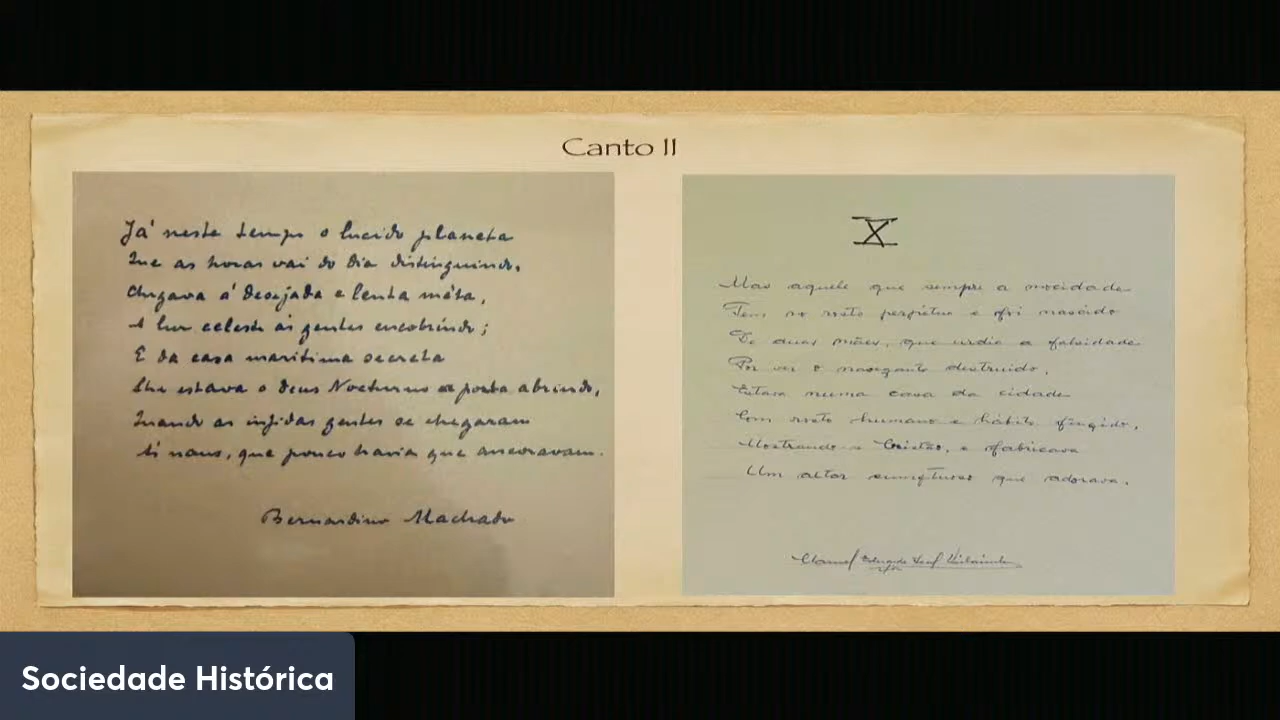 Canto II
Já neste tempo o lucido planeta
Que as horas vai do dia distinguindo,
Chegava á desejada e lenta méta,
A luz celeste ás gentes encobrindo;
E da casa maritima secreta
Lhe estava o deus Nocturno a porta abrindo,
Quando as infidas gentes se chegaram
Ás naus, que pouco havia que ancoravam.
Bernardino Machado
X
Mas aquele que sempre a mocidade
Tem no rosto perpétua e foi nascido
De duas mães, que urdia a falsidade
Por ver o navegante destruido,
Estava numa casa da cidade
Com rosto humano e hábito fingido,
Mostrando-se Cristão, e fabricava
Um altar sumptuoso que adorava.
Eduardo
Sociedade Histórica